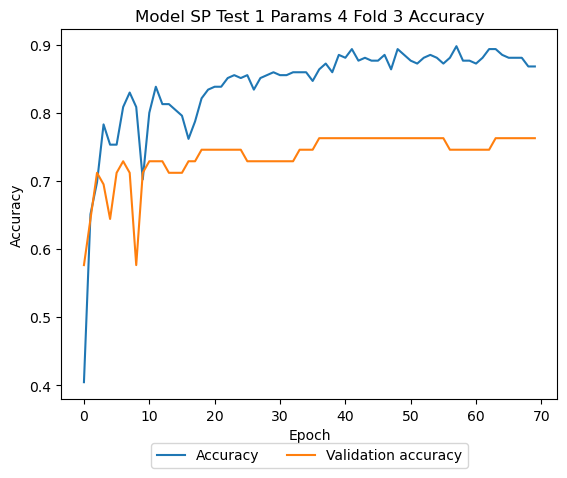 Model SP Test 1 Params 4 Fold 3 Accuracy
0.9
0.8
0.7
0.6
0.5
0.4
Accuracy
0 10 20 30 40 50 60 70
Epoch
Accuracy Validation accuracy